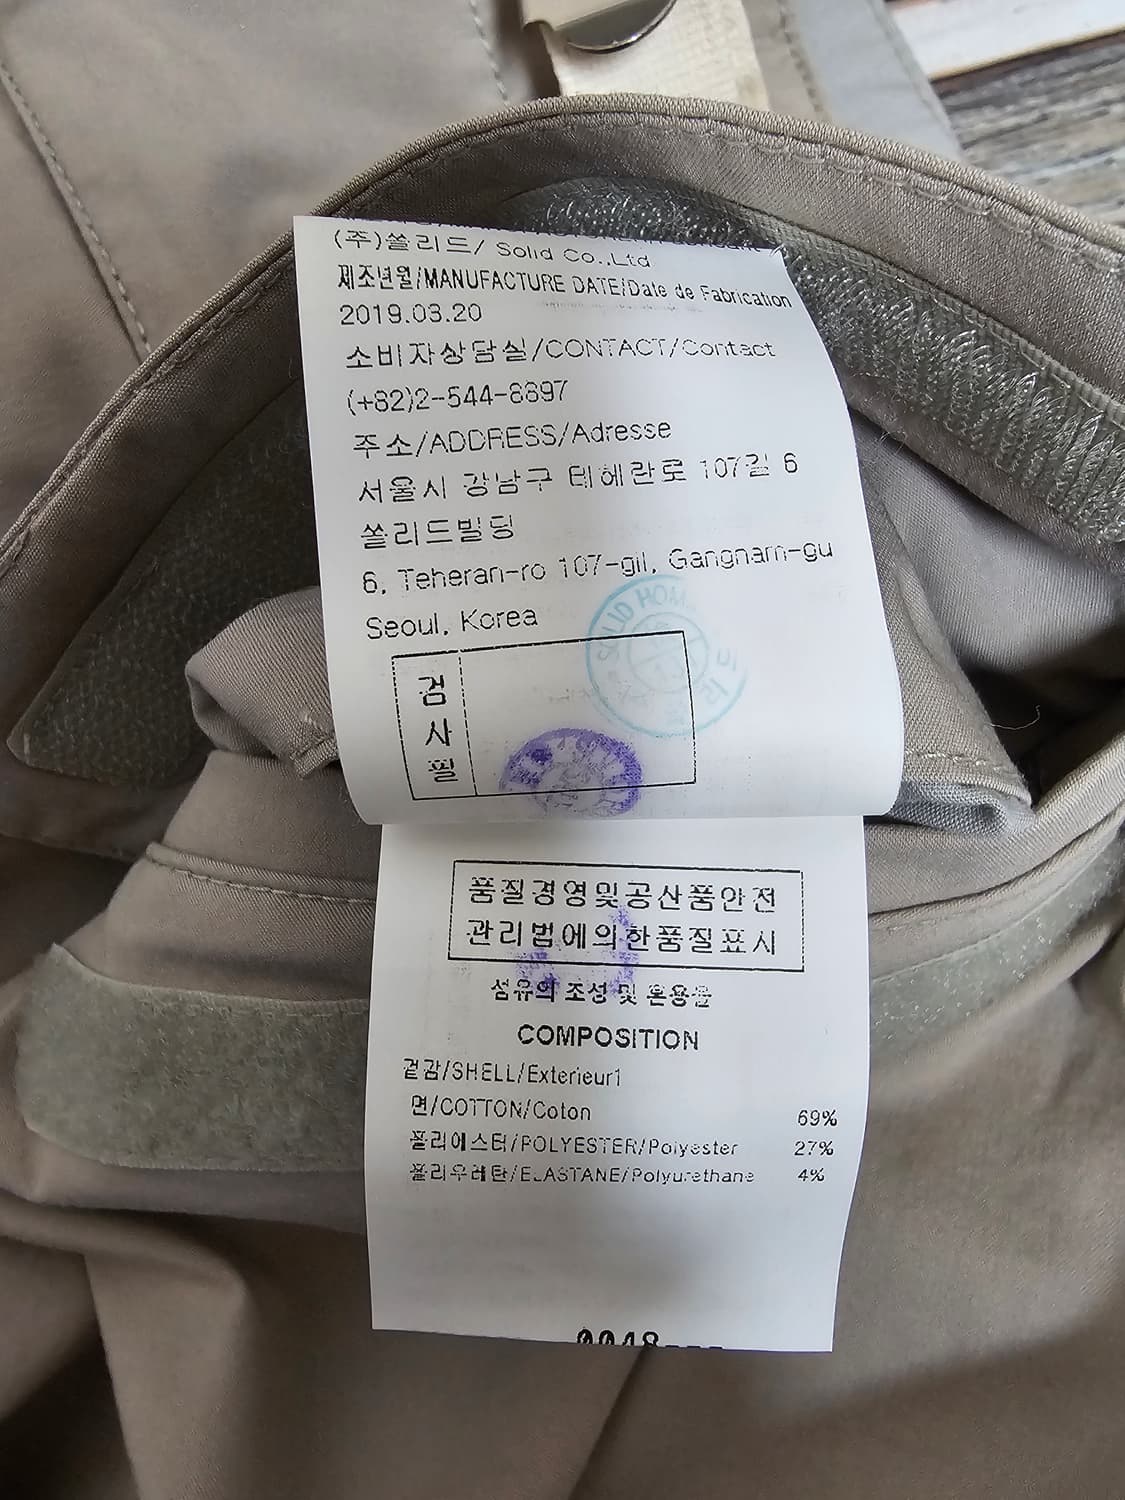 (주)쏠리드/ Solid Co.,Ltd
제조년월/MANUFACTURE DATE/Date de Fabrication
2019.03.20
소비자상담실/CONTACT/Contact
(+82)2-544-8897
주소/ADDRESS/Adresse
서울시 강남구 테헤란로 107길 6
쏠리드빌딩
6, Teheran-ro 107-gil, Gangnam-gu
Seoul, Korea
SOLID HOM
검
사
필
품질경영및공산품안전
관리법에의한품질표시
섬유의 조성 및 혼용율
COMPOSITION
겉감/SHELL/Exterieur1
면/COTTON/Coton 69%
폴리에스터/POLYESTER/Polyester 27%
폴리우레탄/ELASTANE/Polyurethane 4%
0048